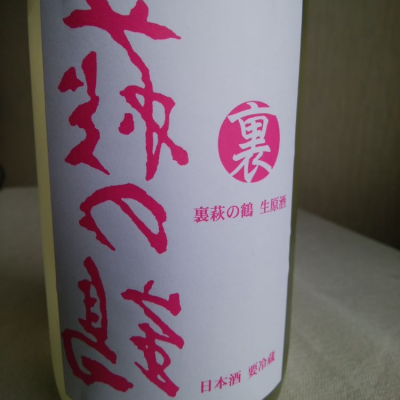 萩の鶴
裏
裏萩の鶴 生原酒
日本酒 要冷蔵